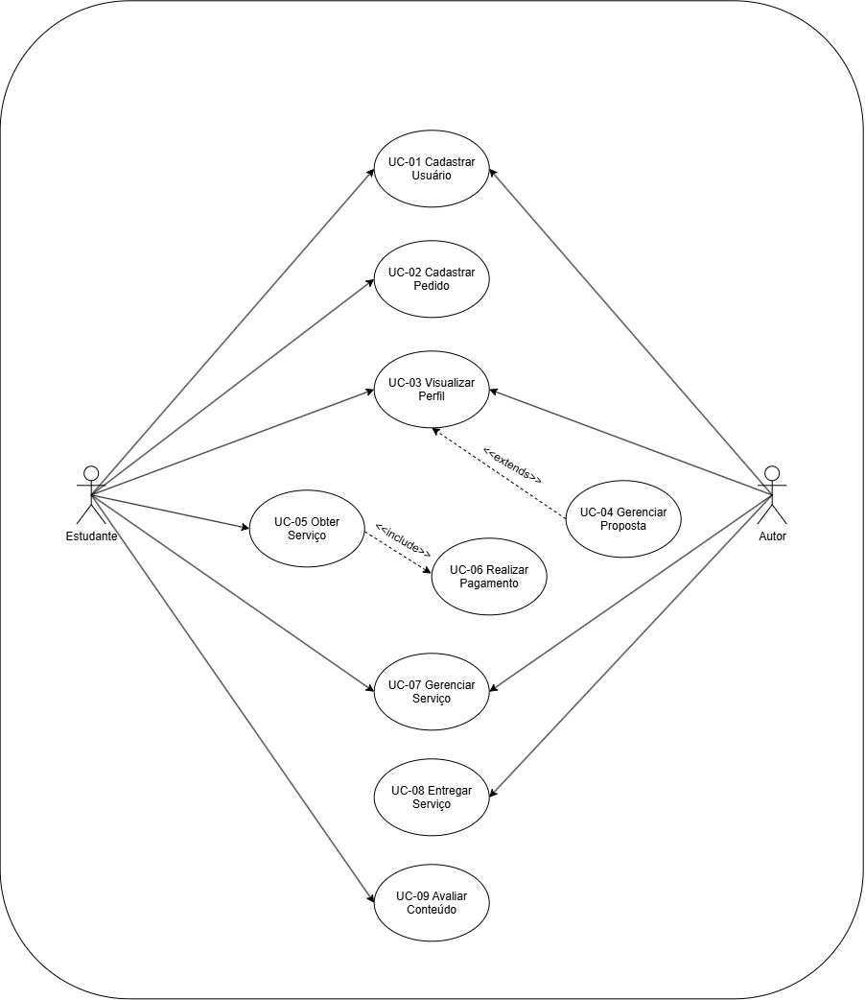 UC-01 Cadastrar
Usuário
UC-02 Cadastrar
Pedido
UC-03 Visualizar
Perfil
<<extends>>
UC-04 Gerenciar
Proposta
Estudante
UC-05 Obter
Serviço
<<include>>
UC-06 Realizar
Pagamento
Autor
UC-07 Gerenciar
Serviço
UC-08 Entregar
Serviço
UC-09 Avaliar
Conteúdo